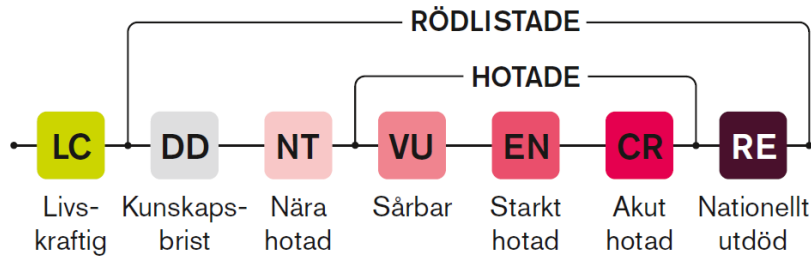 RÖDLISTADE
HOTADE
LC DD NT VU EN CR RE
Livs- Kunskaps- Nära Sårbar Starkt Akut Nationellt
kraftig brist hotad hotad hotad utdöd